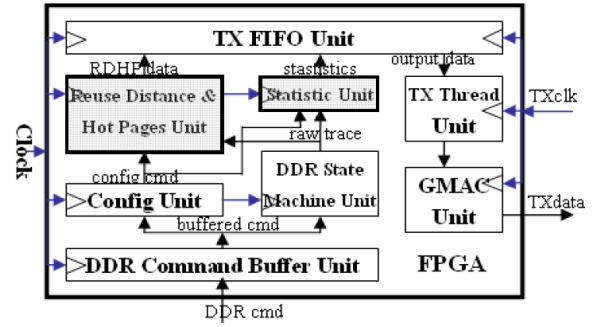 TX FIFO Unit
RDHP data
stasistics
output data
Reuse Distance &
Hot Pages Unit
Statistic Unit
TX Thread
Unit
TXclk
raw trace
Clock
config cmd
DDR State
Machine Unit
Config Unit
GMAC
Unit
TXdata
buffered cmd
DDR Command Buffer Unit
FPGA
DDR cmd